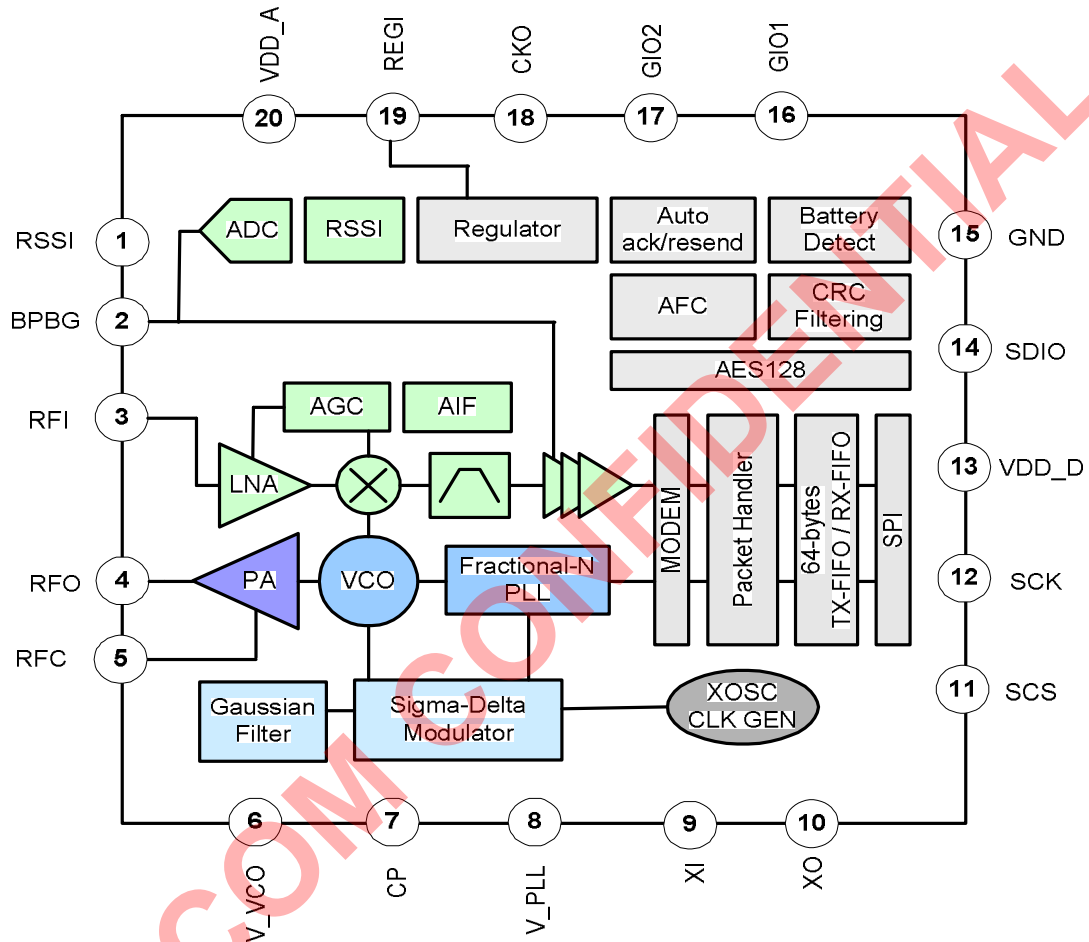 VDD_A
REGI
CKO
GIO2
GIO1
20
19
18
17
16
RSSI
1
ADC
RSSI
Regulator
Auto
ack/resend
Battery
Detect
15
GND
BPBG
2
AFC
CRC
Filtering
14
SDIO
AES128
RFI
3
AGC
AIF
LNA
MODEM
Packet Handler
64-bytes
TX-FIFO / RX-FIFO
SPI
13
VDD_D
RFO
4
PA
VCO
Fractional-N
PLL
12
SCK
RFC
5
Gaussian
Filter
Sigma-Delta
Modulator
XOSC
CLK GEN
11
SCS
6
7
8
9
10
V_VCO
CP
V_PLL
XI
XO
COM CONFIDENTIAL